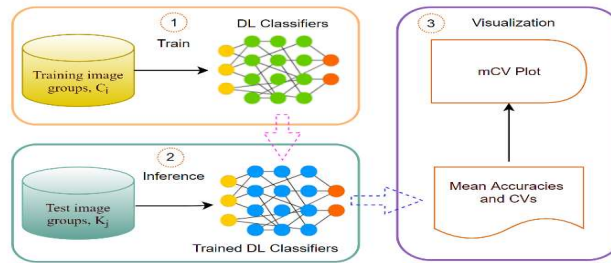 1
Train
DL Classifiers
Training image
groups, Ci
2
Inference
Test image
groups, Kj
Trained DL Classifiers
3
Visualization
mCV Plot
Mean Accuracies
and CVs